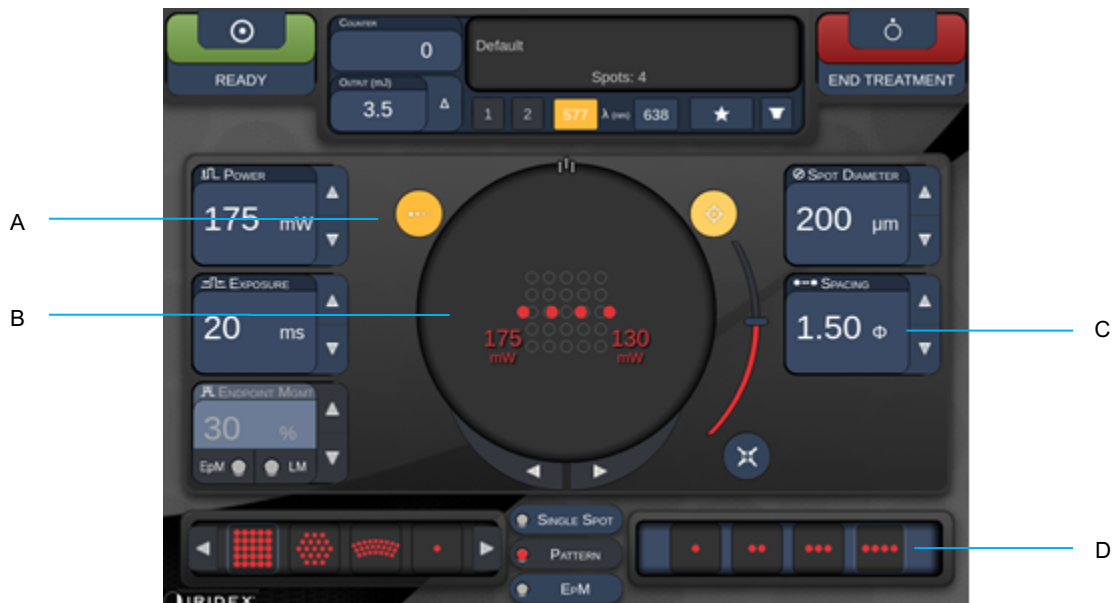 READY
COUNTER
0
OUTPUT (mJ)
3.5
Δ
Default
Spots: 4
1 2 577 λ (nm) 638
END TREATMENT
POWER
175 mW
EXPOSURE
20 ms
ENDPOINT MGMT
30 %
EpM LM
175 mW
130 mW
SPOT DIAMETER
200 μm
SPACING
1.50 Φ
SINGLE SPOT
PATTERN
EPM
IRIDEX
A
B
C
D